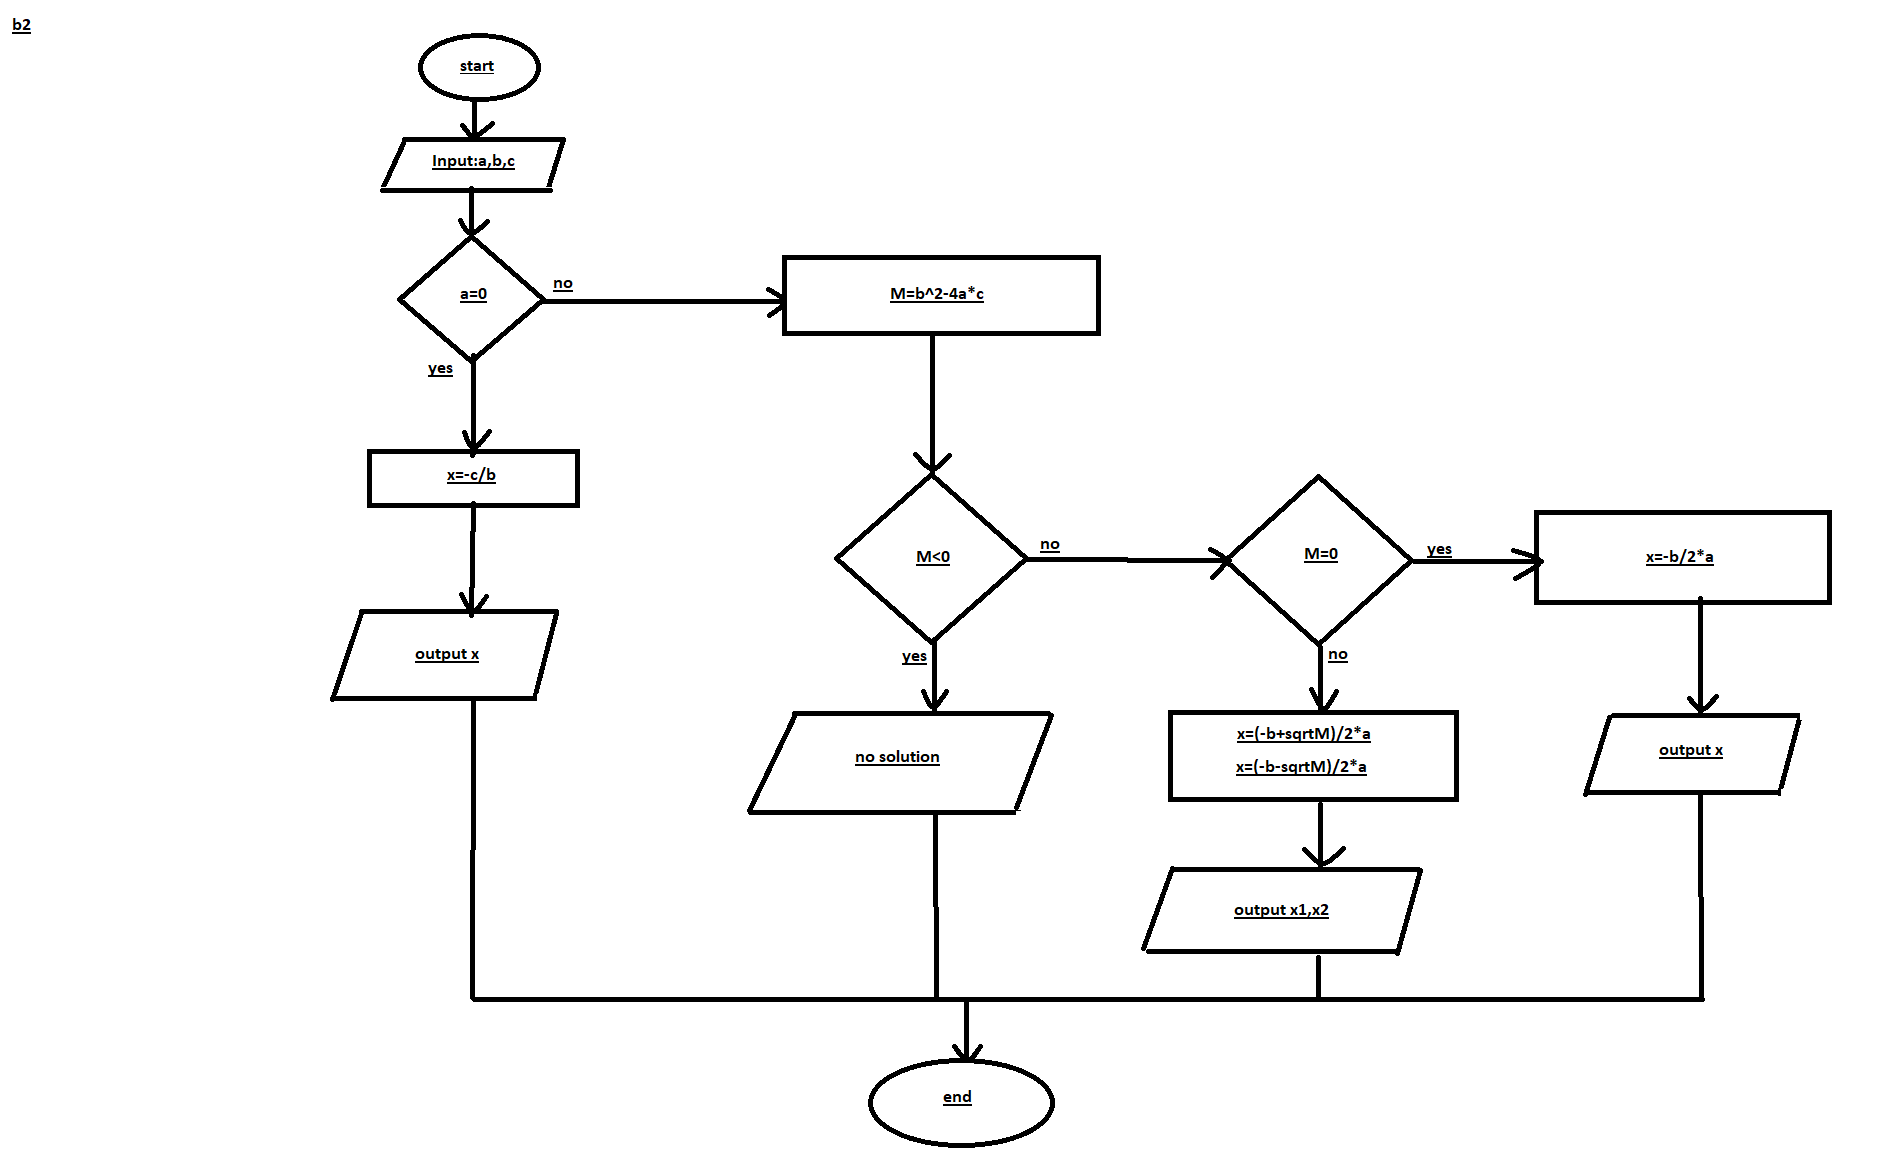 b2
start
Input:a,b,c
a=0
no
M=b^2-4a*c
yes
x=-c/b
M<0
no
M=0
yes
x=-b/2*a
output x
yes
no
no solution
x=(-b+sqrtM)/2*a
x=(-b-sqrtM)/2*a
output x
output x1,x2
end